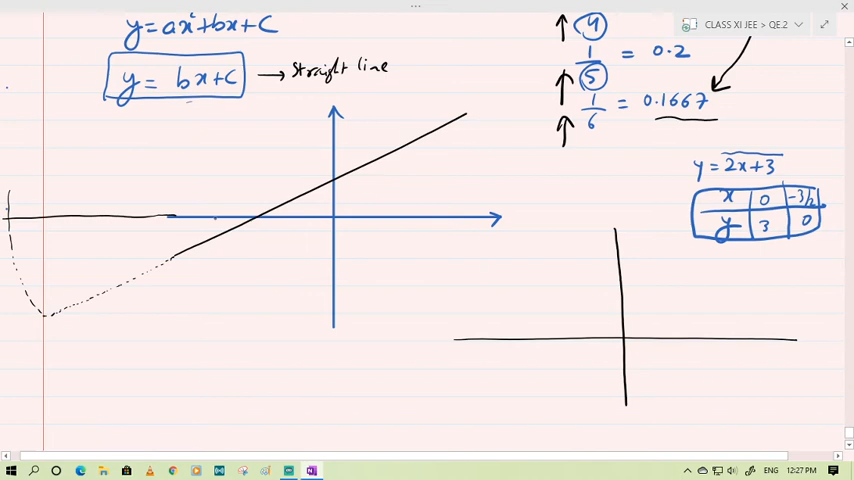 y = ax²+bx+c
y = bx+c → Straight line
4
1/5 = 0.2
5
1/6 = 0.1667
CLASS XI JEE > QE.2
y = 2x+3
x 0 -3/2
y 3 0
ENG 12:27 PM